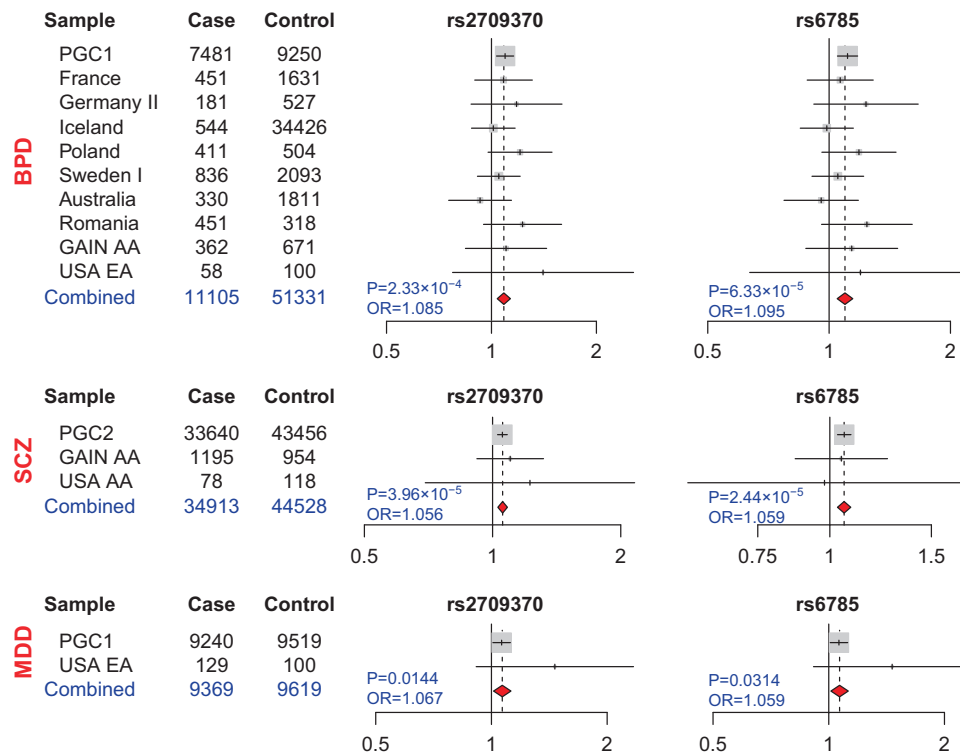 Sample Case Control rs2709370 rs6785
BPD
PGC1 7481 9250
France 451 1631
Germany II 181 527
Iceland 544 34426
Poland 411 504
Sweden I 836 2093
Australia 330 1811
Romania 451 318
GAIN AA 362 671
USA EA 58 100
Combined 11105 51331
P=2.33×10⁻⁴ P=6.33×10⁻⁵
OR=1.085 OR=1.095
0.5 1 2 0.5 1 2
Sample Case Control rs2709370 rs6785
SCZ
PGC2 33640 43456
GAIN AA 1195 954
USA AA 78 118
Combined 34913 44528
P=3.96×10⁻⁵ P=2.44×10⁻⁵
OR=1.056 OR=1.059
0.5 1 2 0.75 1 1.5
Sample Case Control rs2709370 rs6785
MDD
PGC1 9240 9519
USA EA 129 100
Combined 9369 9619
P=0.0144 P=0.0314
OR=1.067 OR=1.059
0.5 1 2 0.5 1 2